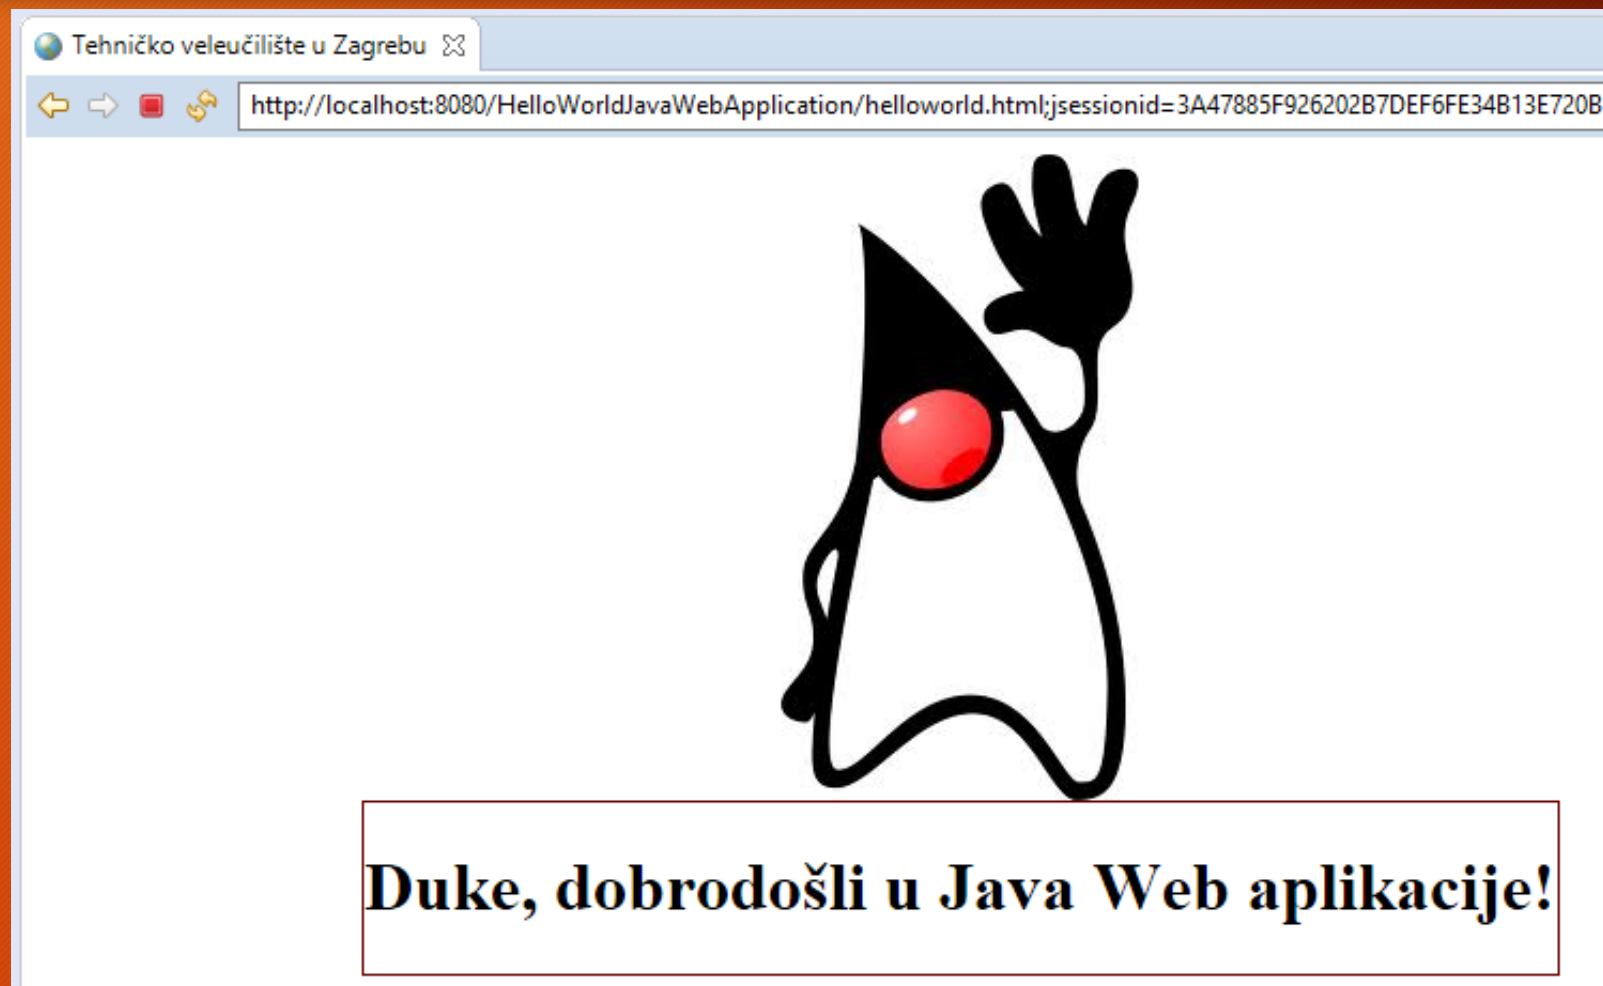 Tehničko veleučilište u Zagrebu
http://localhost:8080/HelloWorldJavaWebApplication/helloworld.html;jsessionid=3A47885F926202B7DEF6FE34B13E720B
Duke, dobrodošli u Java Web aplikacije!